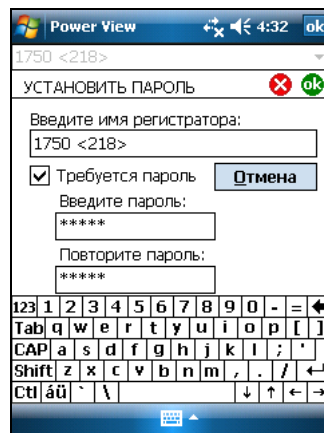 Power View 4:32 ok
1750 <218>
УСТАНОВИТЬ ПАРОЛЬ ok
Введите имя регистратора:
1750 <218>
Требуется пароль Отмена
Введите пароль:
*****
Повторите пароль:
*****
123 1 2 3 4 5 6 7 8 9 0 - =
Tab q w e r t y u i o p [ ]
CAP a s d f g h j k l ; '
Shift z x c v b n m , . /
Ctl áü ` \